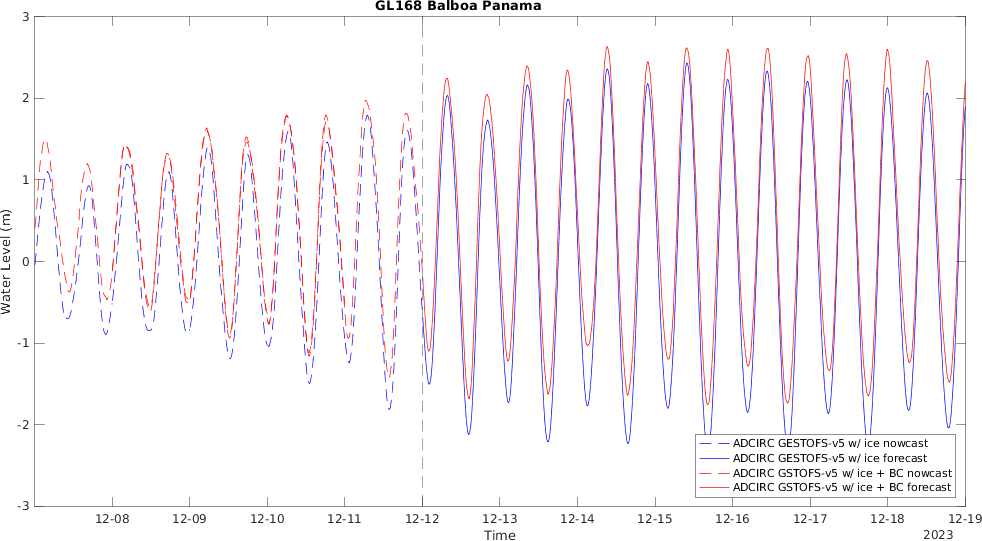 GL168 Balboa Panama
3
2
1
0
-1
-2
-3
Water Level (m)
ADCIRC GESTOFS-v5 w/ ice nowcast
ADCIRC GESTOFS-v5 w/ ice forecast
ADCIRC GSTOFS-v5 w/ ice + BC nowcast
ADCIRC GSTOFS-v5 w/ ice + BC forecast
12-08 12-09 12-10 12-11 12-12 12-13 12-14 12-15 12-16 12-17 12-18 12-19
Time
2023